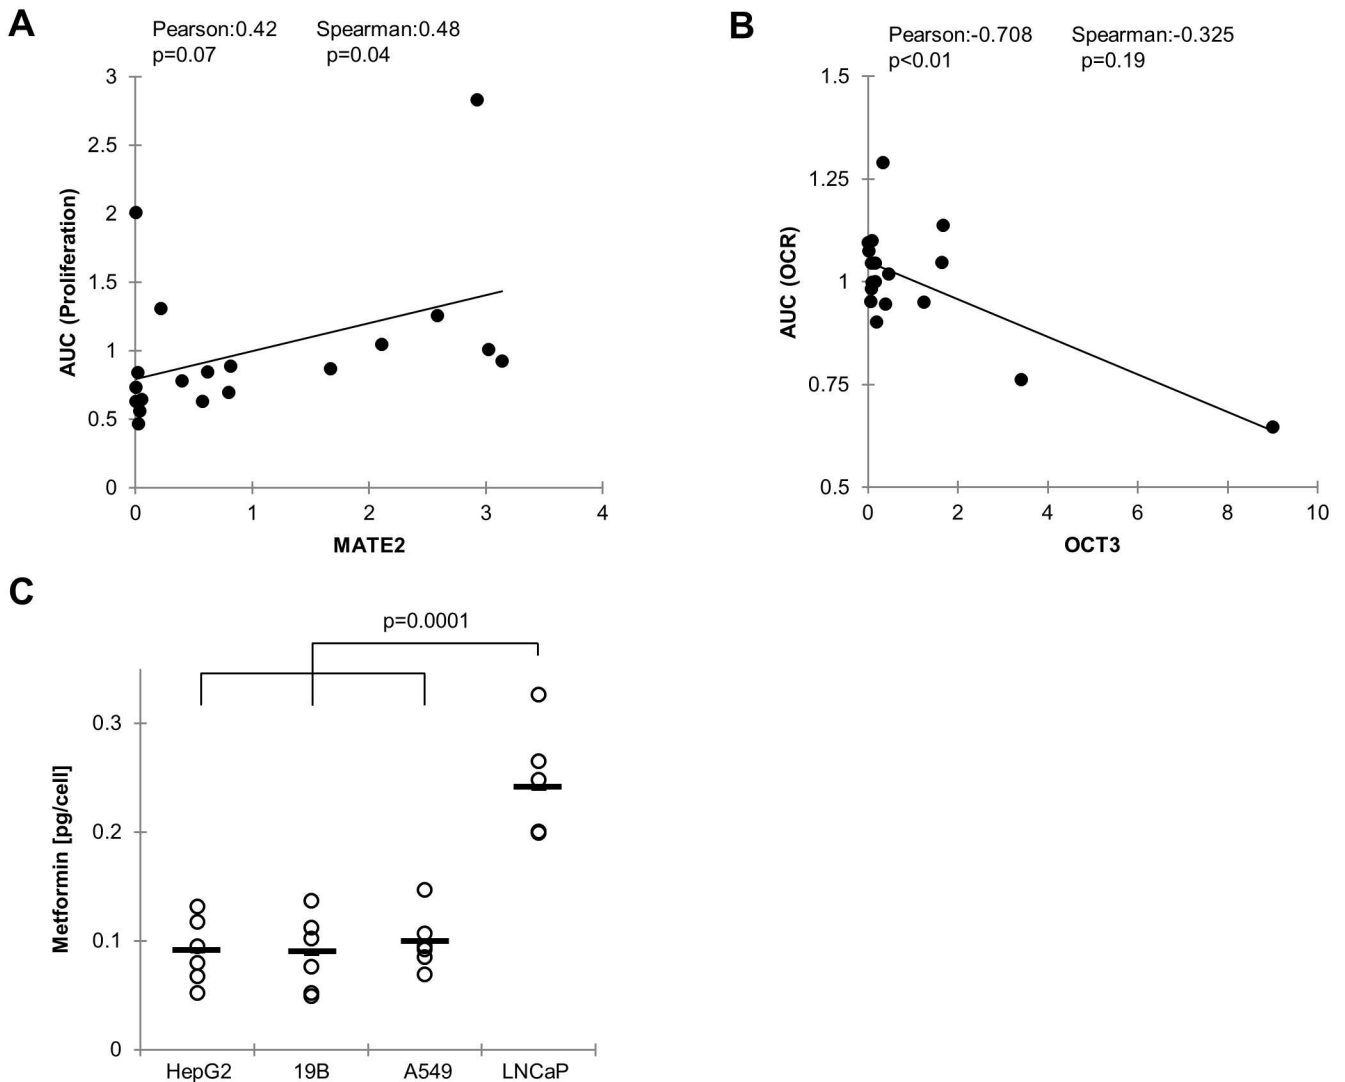 A
Pearson:0.42 Spearman:0.48
p=0.07 p=0.04
3
2.5
2
1.5
1
0.5
0
AUC (Proliferation)
0 1 2 3 4
MATE2
B
Pearson:-0.708 Spearman:-0.325
p<0.01 p=0.19
1.5
1.25
1
0.75
0.5
AUC (OCR)
0 2 4 6 8 10
OCT3
C
p=0.0001
0.3
0.2
0.1
0
Metformin [pg/cell]
HepG2 19B A549 LNCaP